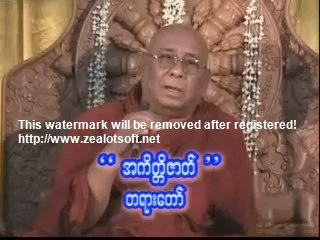 This watermark will be removed after registered!
http://www.zealotsoft.net
“ အကိတ္တိဇာတ် ”
တရားတော်